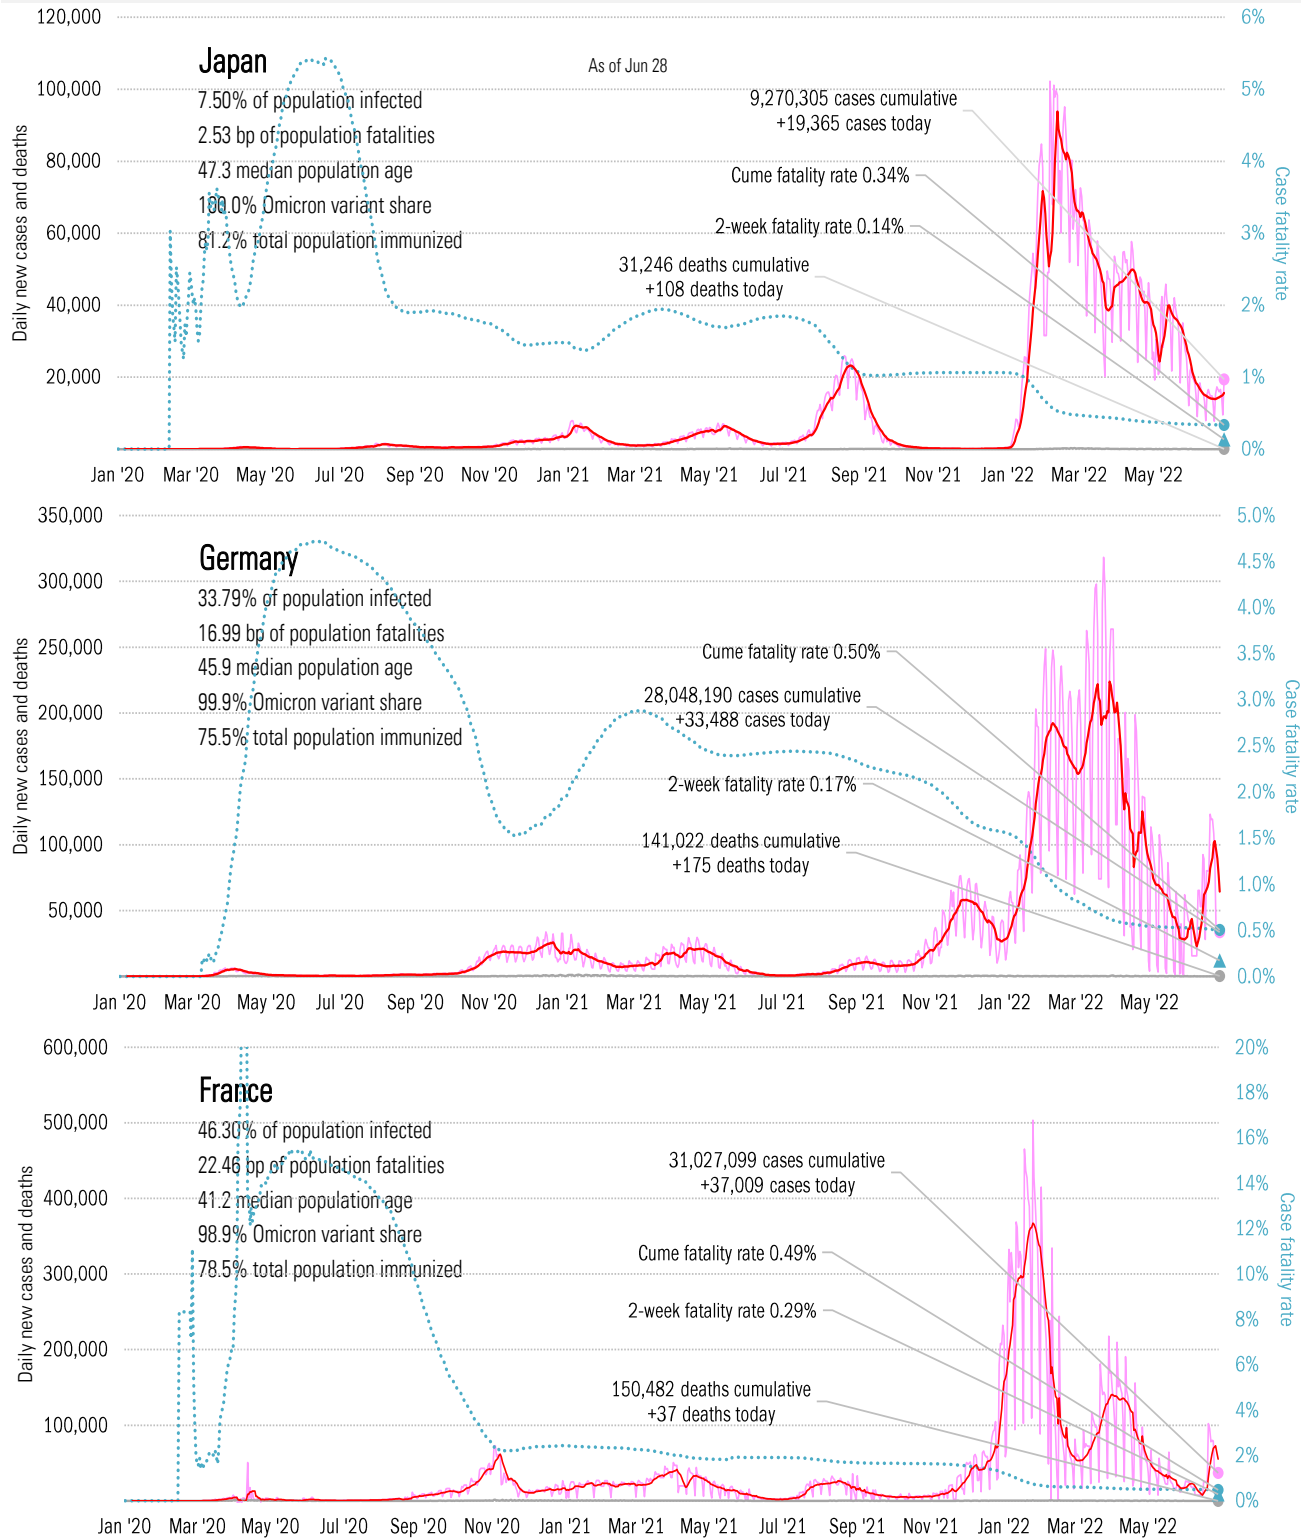 120,000
6%
Japan
As of Jun 28
100,000
5%
7.50% of population infected
9,270,305 cases cumulative
+19,365 cases today
2.53 bp of population fatalities
80,000
4%
47.3 median population age
Cume fatality rate 0.34%
100.0% Omicron variant share
2-week fatality rate 0.14%
60,000
3%
81.2% total population immunized
31,246 deaths cumulative
+108 deaths today
40,000
2%
20,000
1%
0%
Daily new cases and deaths
Case fatality rate
Jan '20 Mar '20 May '20 Jul '20 Sep '20 Nov '20 Jan '21 Mar '21 May '21 Jul '21 Sep '21 Nov '21 Jan '22 Mar '22 May '22
350,000
5.0%
Germany
4.5%
300,000
33.79% of population infected
4.0%
16.99 bp of population fatalities
250,000
Cume fatality rate 0.50%
3.5%
45.9 median population age
28,048,190 cases cumulative
+33,488 cases today
99.9% Omicron variant share
3.0%
200,000
75.5% total population immunized
2.5%
150,000
2-week fatality rate 0.17%
2.0%
100,000
141,022 deaths cumulative
+175 deaths today
1.5%
1.0%
50,000
0.5%
0.0%
Daily new cases and deaths
Case fatality rate
Jan '20 Mar '20 May '20 Jul '20 Sep '20 Nov '20 Jan '21 Mar '21 May '21 Jul '21 Sep '21 Nov '21 Jan '22 Mar '22 May '22
600,000
20%
France
18%
500,000
46.30% of population infected
16%
22.46 bp of population fatalities
31,027,099 cases cumulative
+37,009 cases today
14%
400,000
41.2 median population age
12%
98.9% Omicron variant share
Cume fatality rate 0.49%
300,000
78.5% total population immunized
10%
2-week fatality rate 0.29%
8%
200,000
6%
150,482 deaths cumulative
+37 deaths today
4%
100,000
2%
0%
Daily new cases and deaths
Case fatality rate
Jan '20 Mar '20 May '20 Jul '20 Sep '20 Nov '20 Jan '21 Mar '21 May '21 Jul '21 Sep '21 Nov '21 Jan '22 Mar '22 May '22